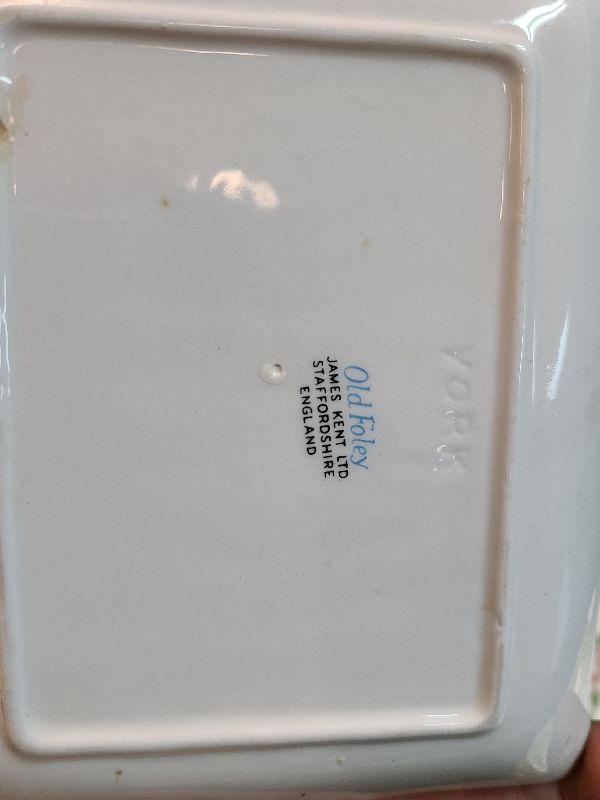 YORK
Old Foley
JAMES KENT LTD.
STAFFORDSHIRE
ENGLAND